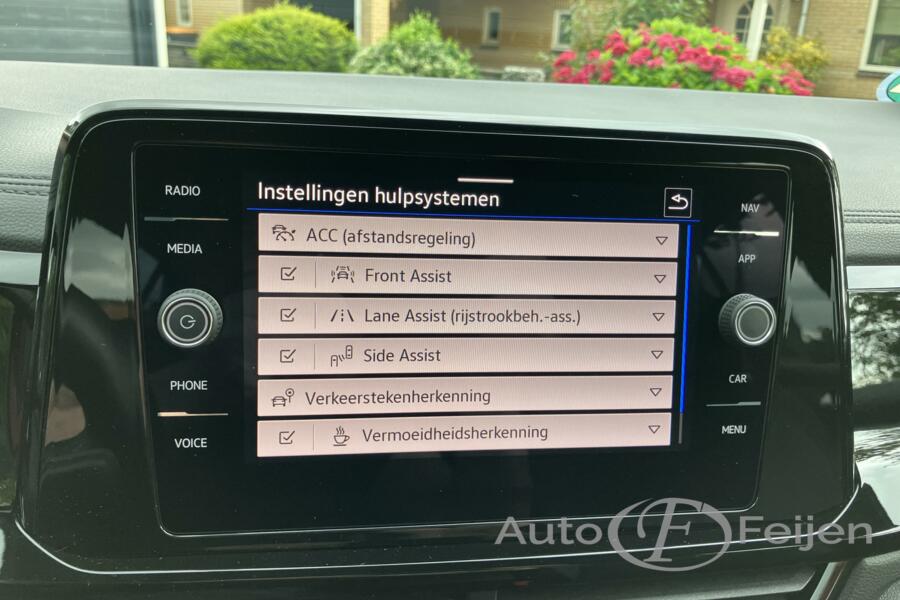 RADIO
MEDIA
PHONE
VOICE
Instellingen hulpsystemen
ACC (afstandsregeling)
Front Assist
Lane Assist (rijstrookbeh.-ass.)
Side Assist
Verkeerstekenherkenning
Vermoeidheidsherkenning
NAV
APP
CAR
MENU
Auto F Feijen